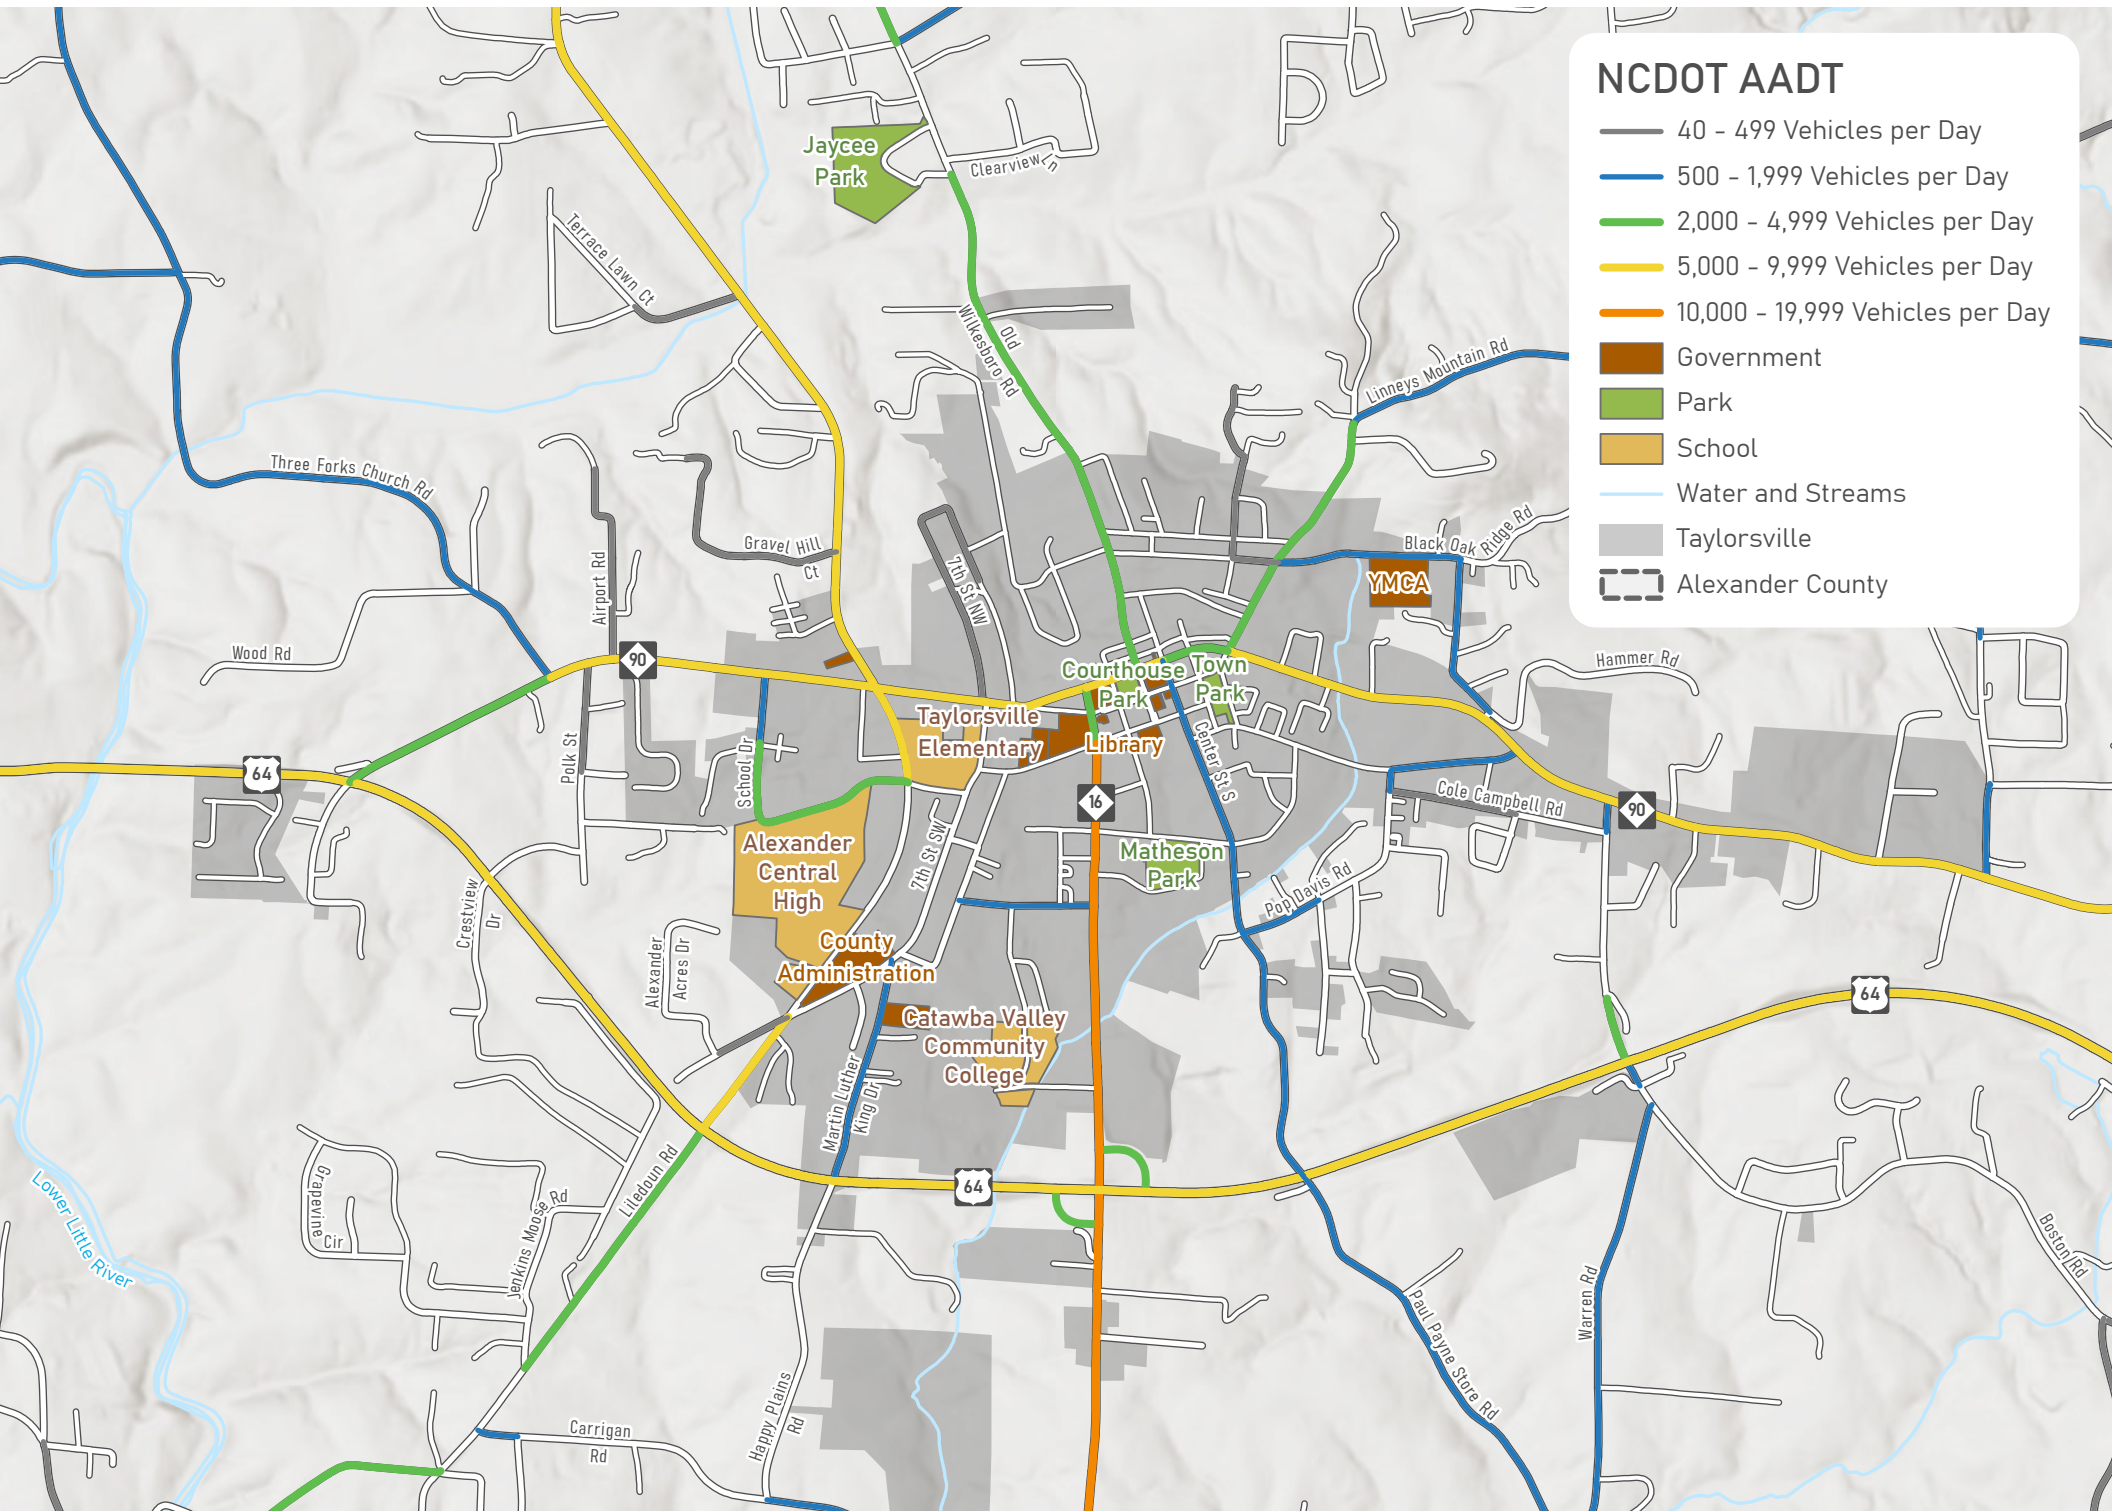 NCDOT AADT
40 - 499 Vehicles per Day
500 - 1,999 Vehicles per Day
2,000 - 4,999 Vehicles per Day
5,000 - 9,999 Vehicles per Day
10,000 - 19,999 Vehicles per Day
Government
Park
School
Water and Streams
Taylorsville
Alexander County
Jaycee
Park
Clearview Ln
Terrace Lawn Ct
Old
Wilkesboro Rd
Linneys Mountain Rd
Three Forks Church Rd
Gravel Hill
Ct
Airport Rd
7th St NW
Black Oak Ridge Rd
YMCA
Wood Rd
90
Courthouse
Park
Town
Park
Hammer Rd
Taylorsville
Elementary
Library
Center St S
School Dr
Polk St
64
16
Cole Campbell Rd
90
Alexander
Central
High
7th St SW
Matheson
Park
Pop Davis Rd
Crestview
Dr
Alexander
Acres Dr
County
Administration
64
Catawba Valley
Community
College
Martin Luther
King Dr
Liledoun Rd
64
Lower Little River
Grapevine
Cir
Jenkins Moose Rd
Boston Rd
Warren Rd
Paul Payne Store Rd
Happy Plains
Rd
Carrigan
Rd